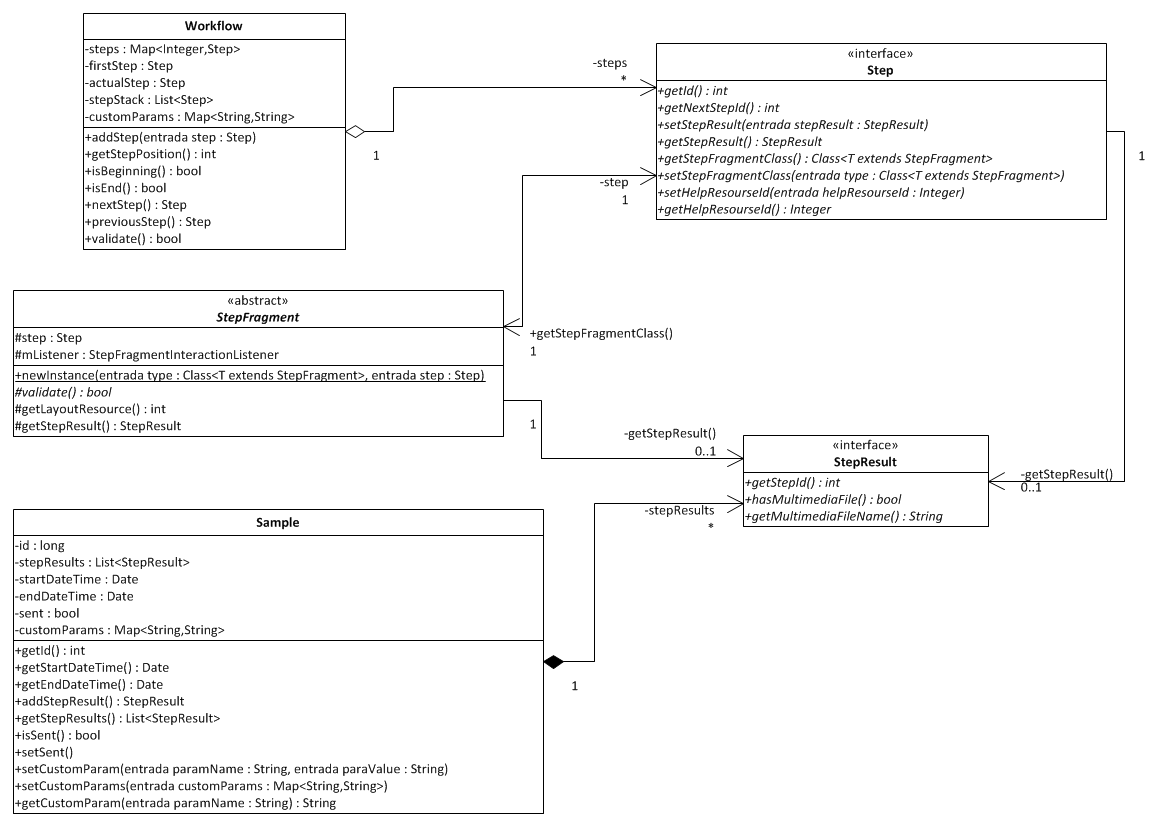 Workflow
-steps : Map<Integer,Step>
-firstStep : Step
-actualStep : Step
-stepStack : List<Step>
-customParams : Map<String,String>
+addStep(entrada step : Step)
+getStepPosition() : int
+isBeginning() : bool
+isEnd() : bool
+nextStep() : Step
+previousStep() : Step
+validate() : bool
1
-steps
*
«interface»
Step
+getId() : int
+getNextStepId() : int
+setStepResult(entrada stepResult : StepResult)
+getStepResult() : StepResult
+getStepFragmentClass() : Class<T extends StepFragment>
+setStepFragmentClass(entrada type : Class<T extends StepFragment>)
+setHelpResourseId(entrada helpResourseId : Integer)
+getHelpResourseId() : Integer
1
-step
1
«abstract»
StepFragment
#step : Step
#mListener : StepFragmentInteractionListener
+newInstance(entrada type : Class<T extends StepFragment>, entrada step : Step)
#validate() : bool
#getLayoutResource() : int
#getStepResult() : StepResult
+getStepFragmentClass()
1
1
-getStepResult()
0..1
«interface»
StepResult
+getStepId() : int
+hasMultimediaFile() : bool
+getMultimediaFileName() : String
-getStepResult()
0..1
-stepResults
*
Sample
-id : long
-stepResults : List<StepResult>
-startDateTime : Date
-endDateTime : Date
-sent : bool
-customParams : Map<String,String>
+getId() : int
+getStartDateTime() : Date
+getEndDateTime() : Date
+addStepResult() : StepResult
+getStepResults() : List<StepResult>
+isSent() : bool
+setSent()
+setCustomParam(entrada paramName : String, entrada paraValue : String)
+setCustomParams(entrada customParams : Map<String,String>)
+getCustomParam(entrada paramName : String) : String
1